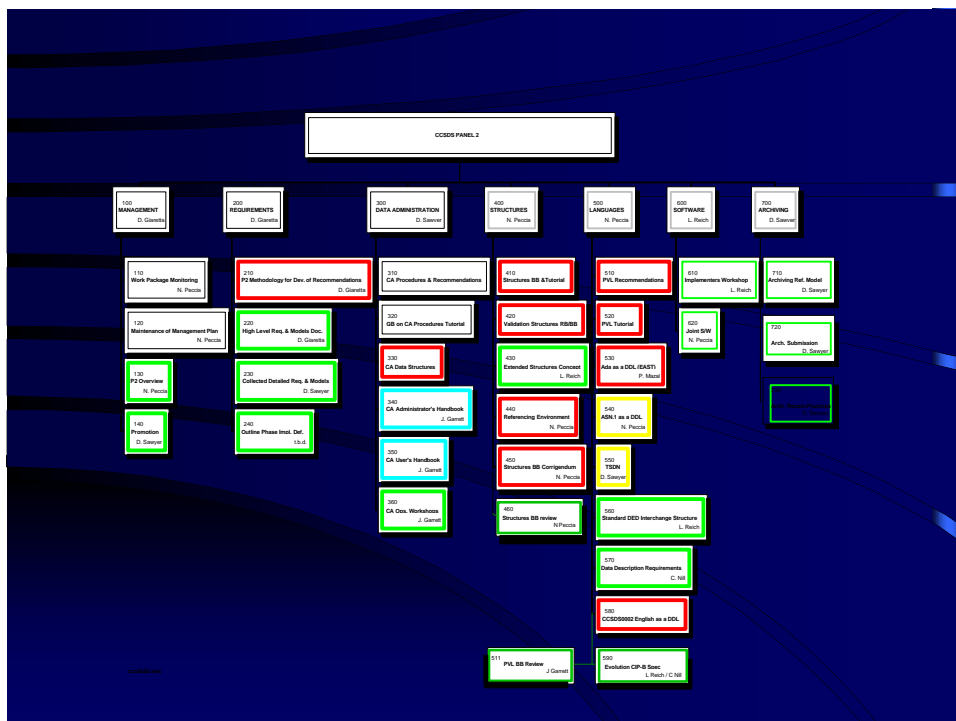 CCSDS PANEL 2
100
MANAGEMENT
D. Giaretta
200
REQUIREMENTS
D. Giaretta
300
DATA ADMINISTRATION
D. Sawyer
400
STRUCTURES
N. Peccia
500
LANGUAGES
N. Peccia
600
SOFTWARE
L. Reich
700
ARCHIVING
D. Sawyer
110
Work Package Monitoring
N. Peccia
120
Maintenance of Management Plan
N. Peccia
130
P2 Overview
N. Peccia
140
Promotion
D. Sawyer
210
P2 Methodology for Dev. of Recommendations
D. Giaretta
220
High Level Req. & Models Doc.
D. Giaretta
230
Collected Detailed Req. & Models
D. Sawyer
240
Outline Phase Impl. Def.
t.b.d.
310
CA Procedures & Recommendations
320
GB on CA Procedures Tutorial
330
CA Data Structures
340
CA Administrator's Handbook
J. Garrett
350
CA User's Handbook
J. Garrett
360
CA Ops. Workshops
J. Garrett
410
Structures BB &Tutorial
420
Validation Structures RB/BB
430
Extended Structures Concept
L. Reich
440
Referencing Environment
N. Peccia
450
Structures BB Corrigendum
N. Peccia
460
Structures BB review
N Peccia
510
PVL Recommendations
520
PVL Tutorial
530
Ada as a DDL (EAST)
P. Mazal
540
ASN.1 as a DDL
N. Peccia
550
TSDN
D. Sawyer
560
Standard DED Interchange Structure
L. Reich
570
Data Description Requirements
C. Nill
580
CCSDS0002 English as a DDL
511
PVL BB Review
J Garrett
590
Evolution CIP-B Spec
L Reich / C Nill
610
Implementers Workshop
L. Reich
620
Joint S/W
N. Peccia
710
Archiving Ref. Model
D. Sawyer
720
Arch. Submission
D. Sawyer